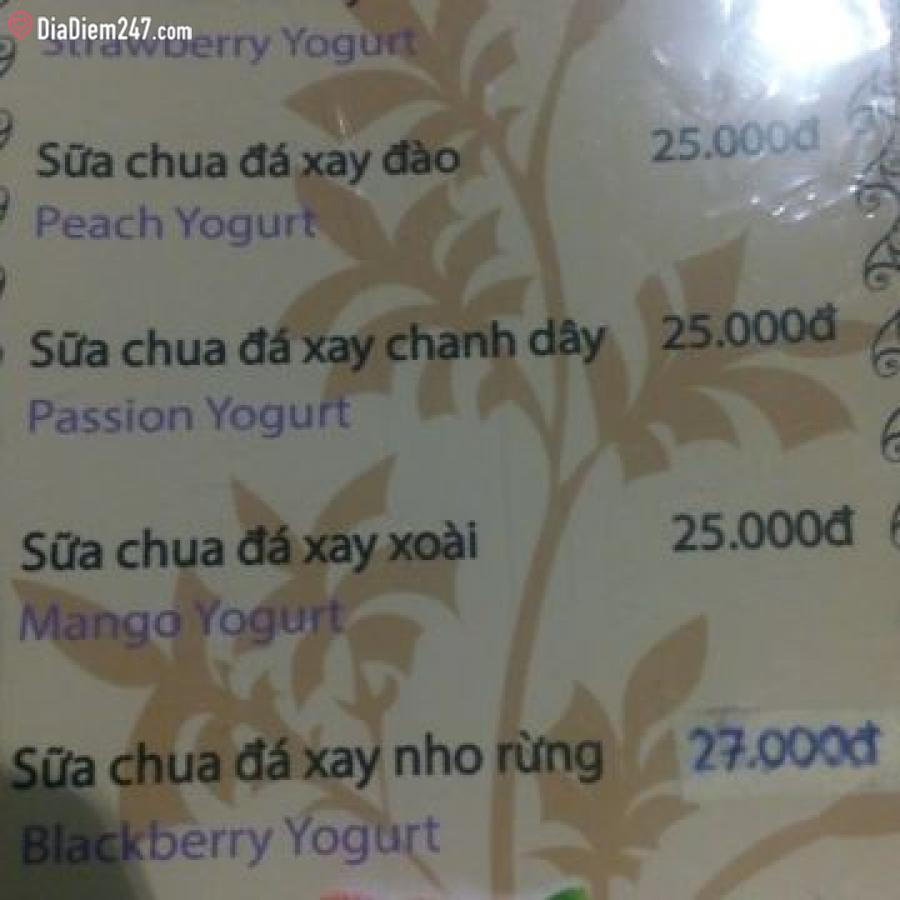 DiaDiem247.com
Strawberry Yogurt
Sữa chua đá xay đào 25.000đ
Peach Yogurt
Sữa chua đá xay chanh dây 25.000đ
Passion Yogurt
Sữa chua đá xay xoài 25.000đ
Mango Yogurt
Sữa chua đá xay nho rừng 27.000đ
Blackberry Yogurt